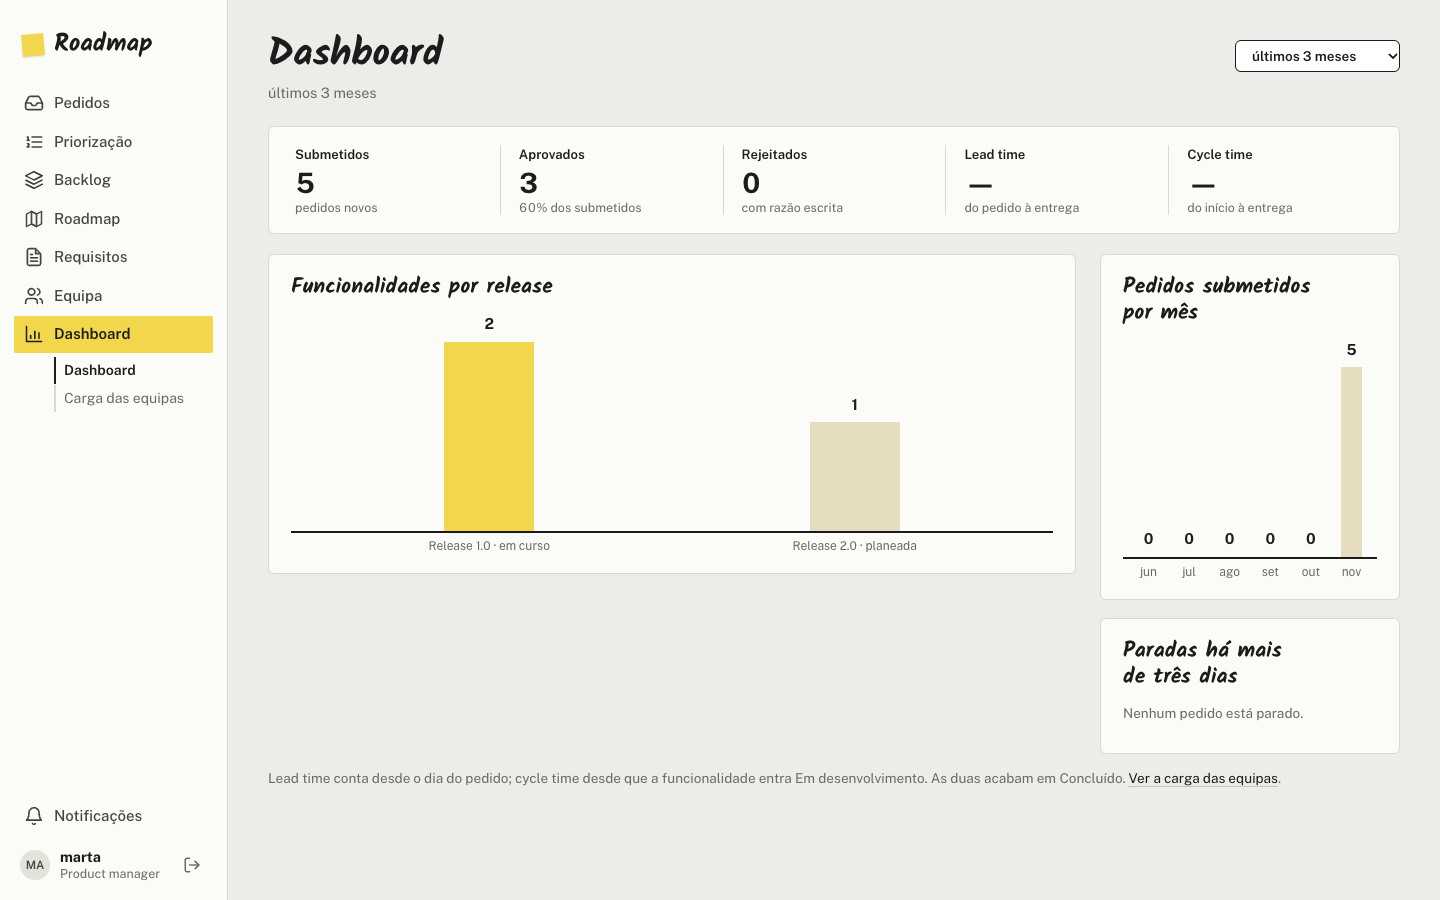 Roadmap
Pedidos
Priorização
Backlog
Roadmap
Requisitos
Equipa
Dashboard
Dashboard
Carga das equipas
Notificações
MA
marta
Product manager
Dashboard
últimos 3 meses
últimos 3 meses
Submetidos
5
pedidos novos
Aprovados
3
60% dos submetidos
Rejeitados
0
com razão escrita
Lead time
—
do pedido à entrega
Cycle time
—
do início à entrega
Funcionalidades por release
2
1
Release 1.0 · em curso
Release 2.0 · planeada
Pedidos submetidos
por mês
5
0 0 0 0 0
jun jul ago set out nov
Paradas há mais
de três dias
Nenhum pedido está parado.
Lead time conta desde o dia do pedido; cycle time desde que a funcionalidade entra Em desenvolvimento. As duas acabam em Concluído. Ver a carga das equipas.